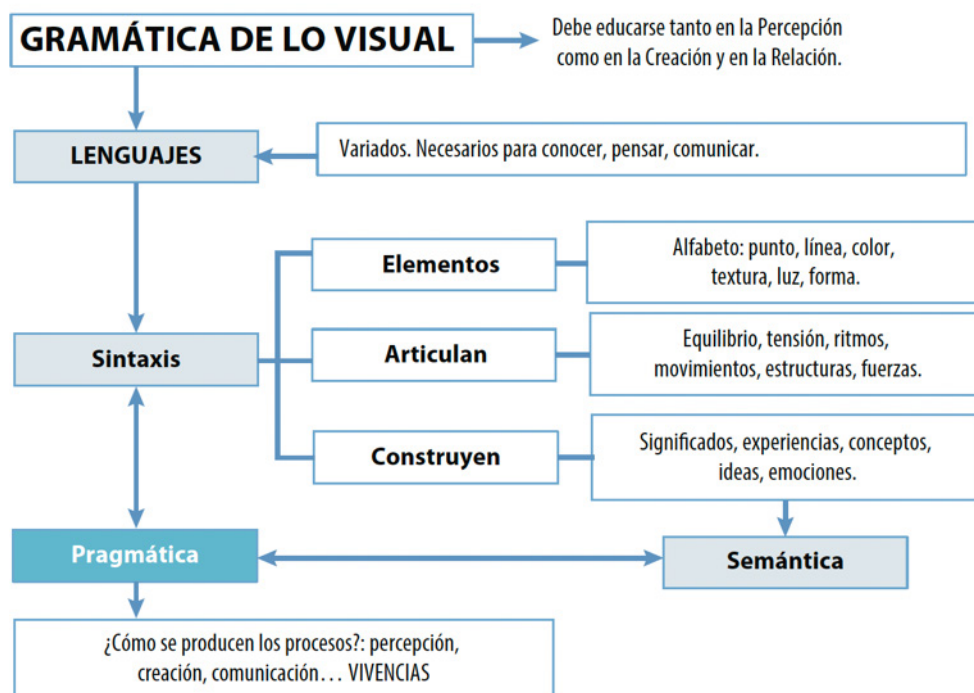 GRAMÁTICA DE LO VISUAL
Debe educarse tanto en la Percepción
como en la Creación y en la Relación.
LENGUAJES
Variados. Necesarios para conocer, pensar, comunicar.
Elementos
Alfabeto: punto, línea, color,
textura, luz, forma.
Sintaxis
Articulan
Equilibrio, tensión, ritmos,
movimientos, estructuras, fuerzas.
Construyen
Significados, experiencias, conceptos,
ideas, emociones.
Pragmática
Semántica
¿Cómo se producen los procesos?: percepción,
creación, comunicación… VIVENCIAS